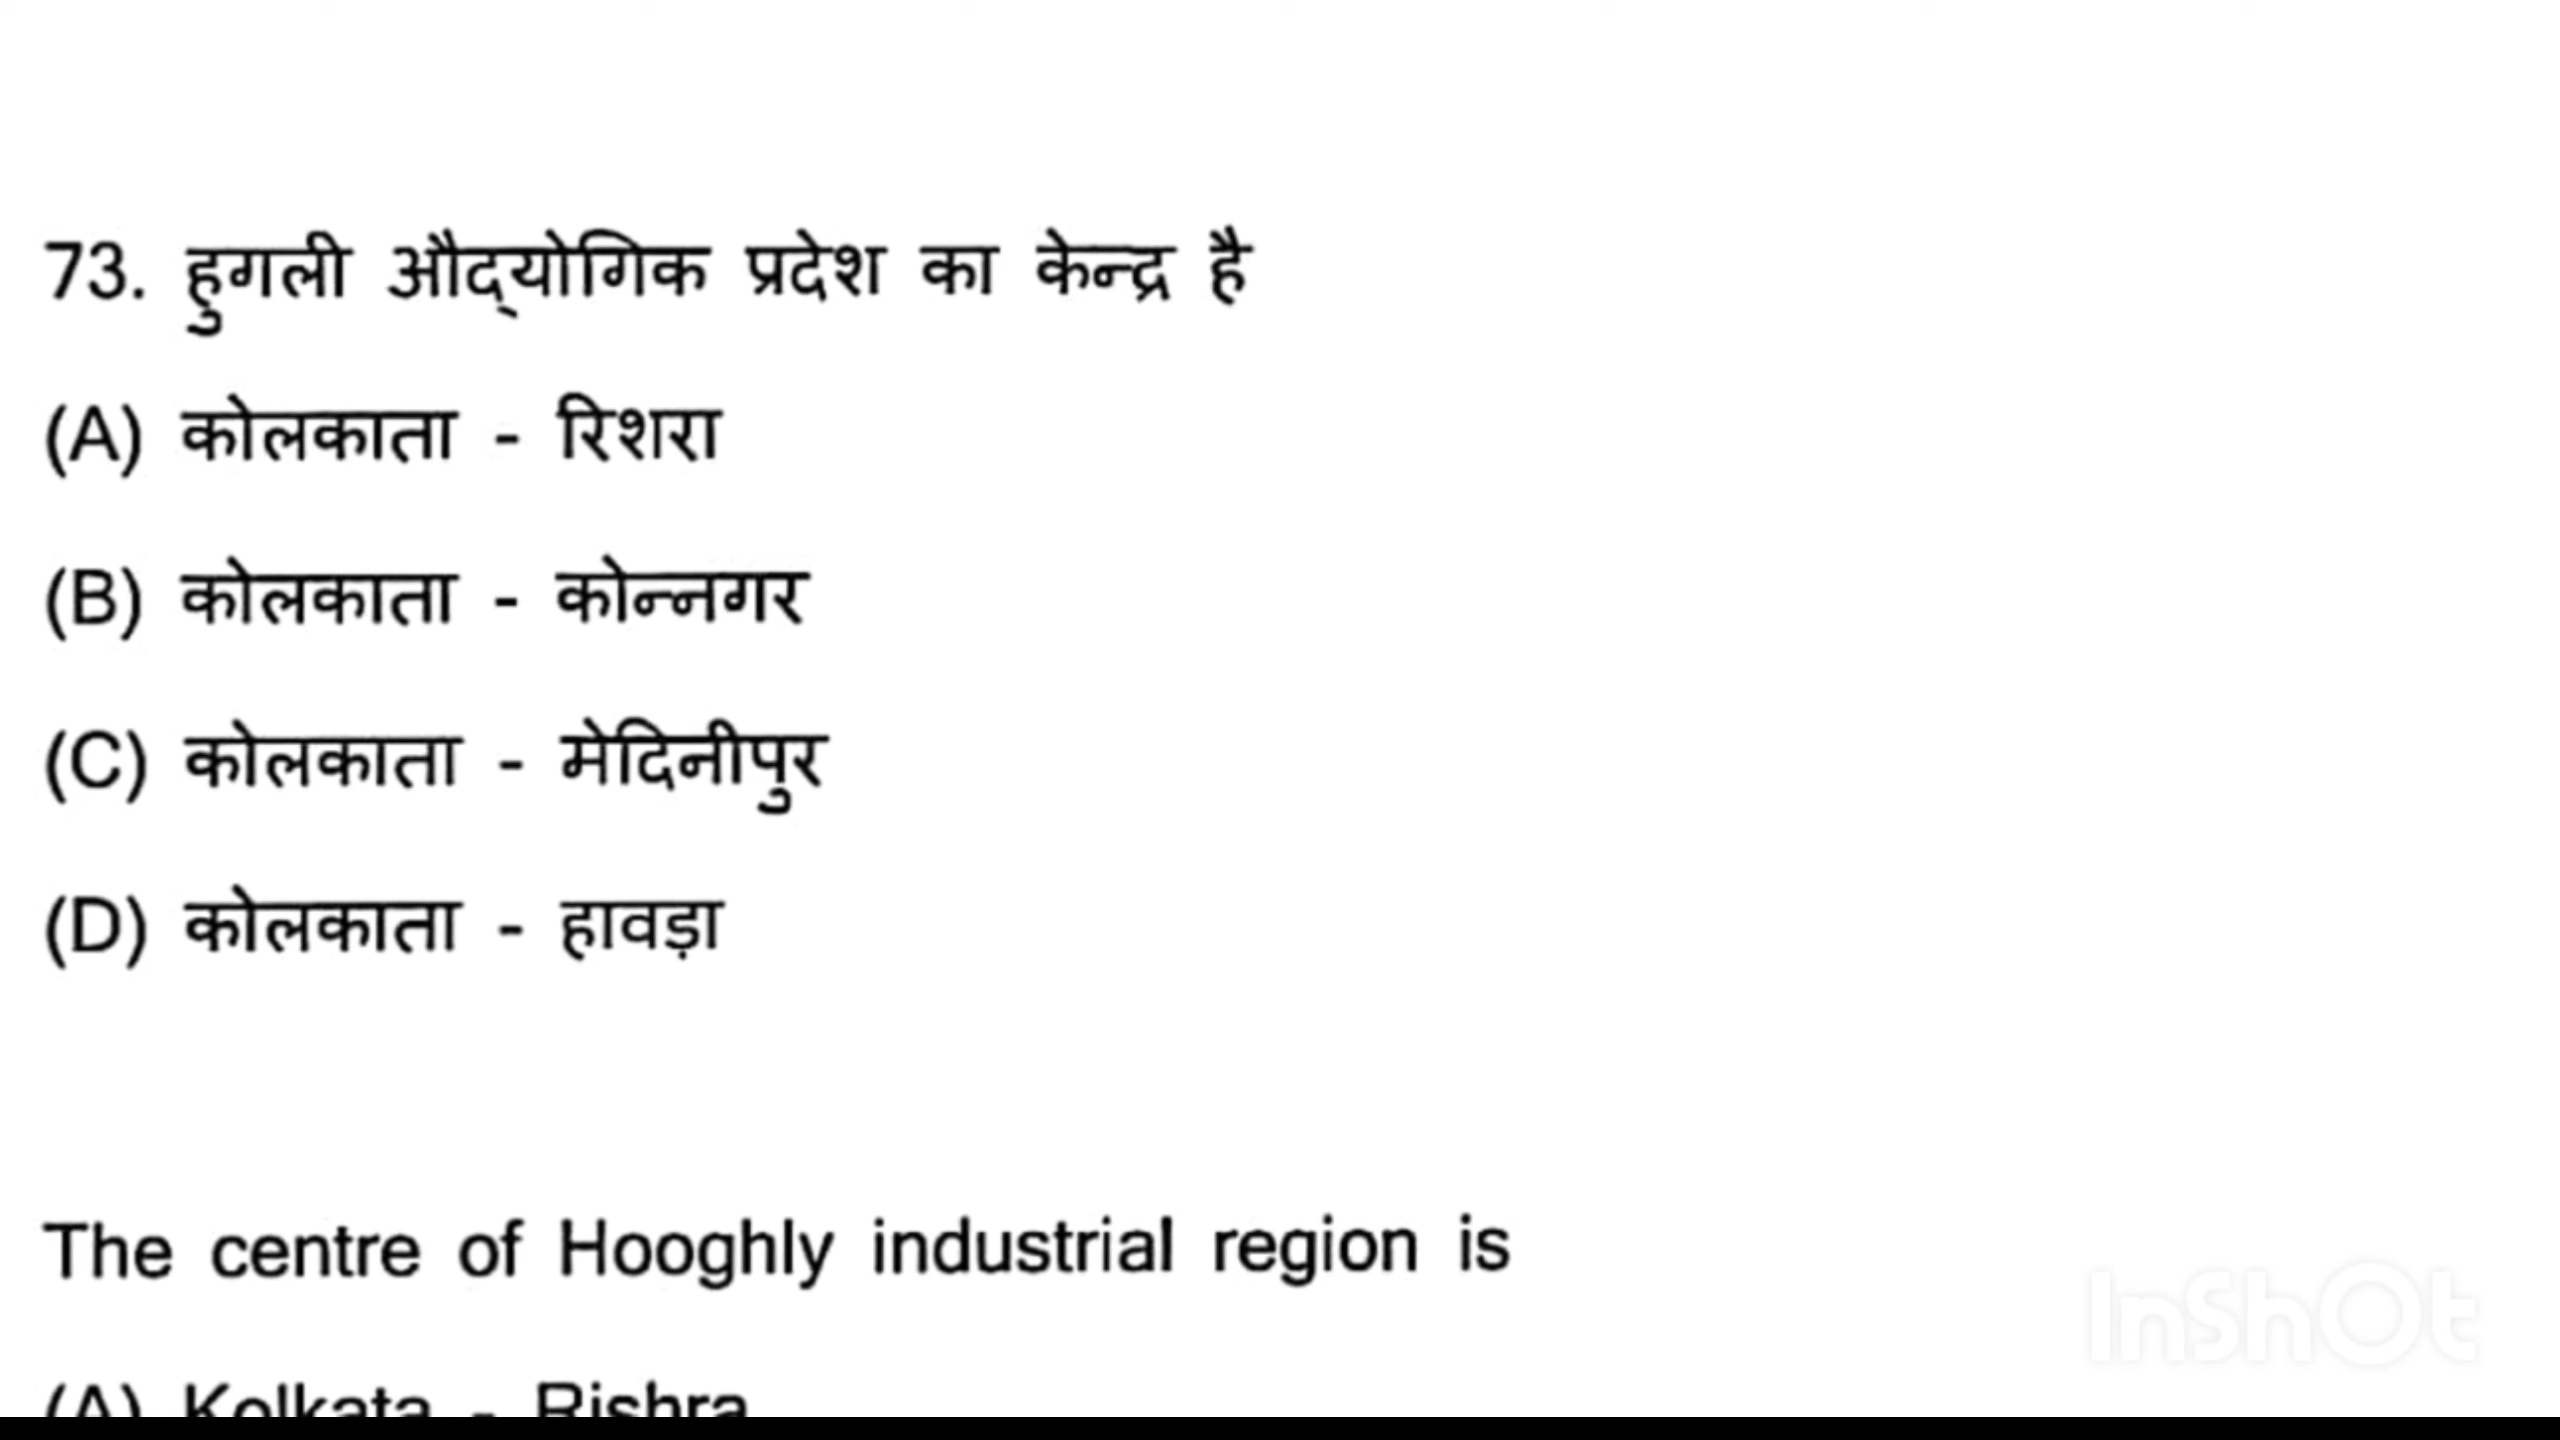 73. हुगली औद्योगिक प्रदेश का केन्द्र है
(A) कोलकाता - रिशरा
(B) कोलकाता - कोन्नगर
(C) कोलकाता - मेदिनीपुर
(D) कोलकाता - हावड़ा
The centre of Hooghly industrial region is
(A) Kolkata - Rishra
InShOt